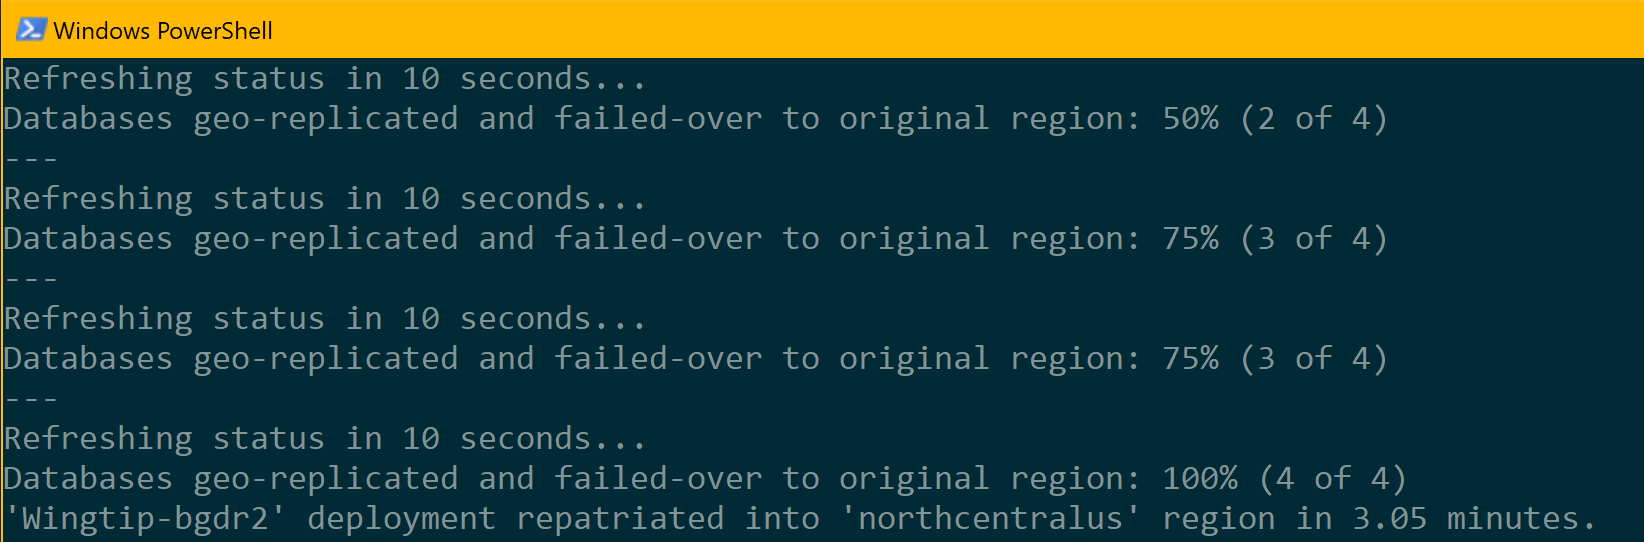 Windows PowerShell
Refreshing status in 10 seconds...
Databases geo-replicated and failed-over to original region: 50% (2 of 4)
---
Refreshing status in 10 seconds...
Databases geo-replicated and failed-over to original region: 75% (3 of 4)
---
Refreshing status in 10 seconds...
Databases geo-replicated and failed-over to original region: 75% (3 of 4)
---
Refreshing status in 10 seconds...
Databases geo-replicated and failed-over to original region: 100% (4 of 4)
'Wingtip-bgdr2' deployment repatriated into 'northcentralus' region in 3.05 minutes.